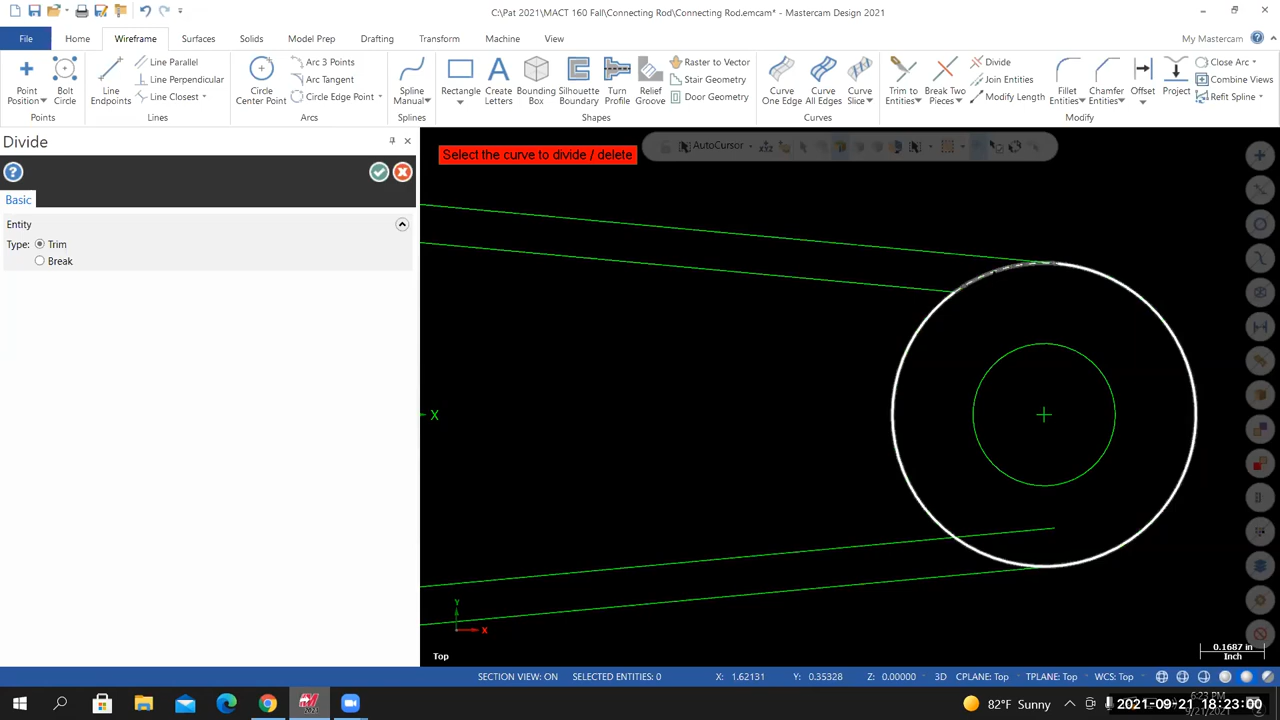 C:\Pat 2021\MACT 160 Fall\Connecting Rod\Connecting Rod.emcam* - Mastercam Design 2021
File Home Wireframe Surfaces Solids Model Prep Drafting Transform Machine View My Mastercam
Point Position
Bolt Circle
Points
Line Endpoints
Line Parallel
Line Perpendicular
Line Closest
Lines
Circle Center Point
Arc 3 Points
Arc Tangent
Circle Edge Point
Arcs
Spline Manual
Splines
Rectangle
Create Letters
Bounding Box
Silhouette Boundary
Turn Profile
Relief Groove
Raster to Vector
Stair Geometry
Door Geometry
Shapes
Curve One Edge
Curve All Edges
Curve Slice
Curves
Trim to Entities
Break Two Pieces
Divide
Join Entities
Modify Length
Fillet Entities
Chamfer Entities
Offset
Project
Close Arc
Combine Views
Refit Spline
Modify
Divide
Basic
Entity
Type: Trim
Break
Select the curve to divide / delete
AutoCursor
X
Y
X
Top
0.1687 in
Inch
SECTION VIEW: ON SELECTED ENTITIES: 0 X: 1.62131 Y: 0.35328 Z: 0.00000 3D CPLANE: Top TPLANE: Top WCS: Top
82°F Sunny
6:23 PM
9/21/2021
2021-09-21 18:23:00